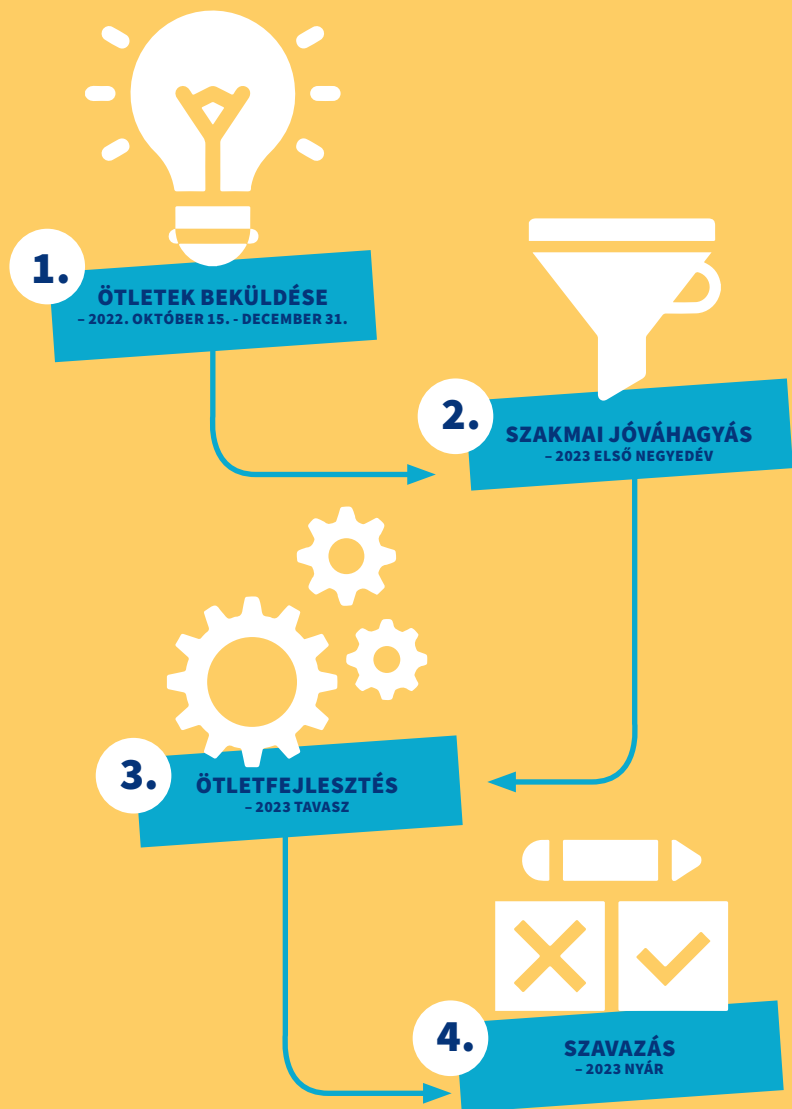 1.
ÖTLETEK BEKÜLDÉSE
– 2022. OKTÓBER 15. - DECEMBER 31.
2.
SZAKMAI JÓVÁHAGYÁS
– 2023 ELSŐ NEGYEDÉV
3.
ÖTLETFEJLESZTÉS
– 2023 TAVASZ
4.
SZAVAZÁS
– 2023 NYÁR